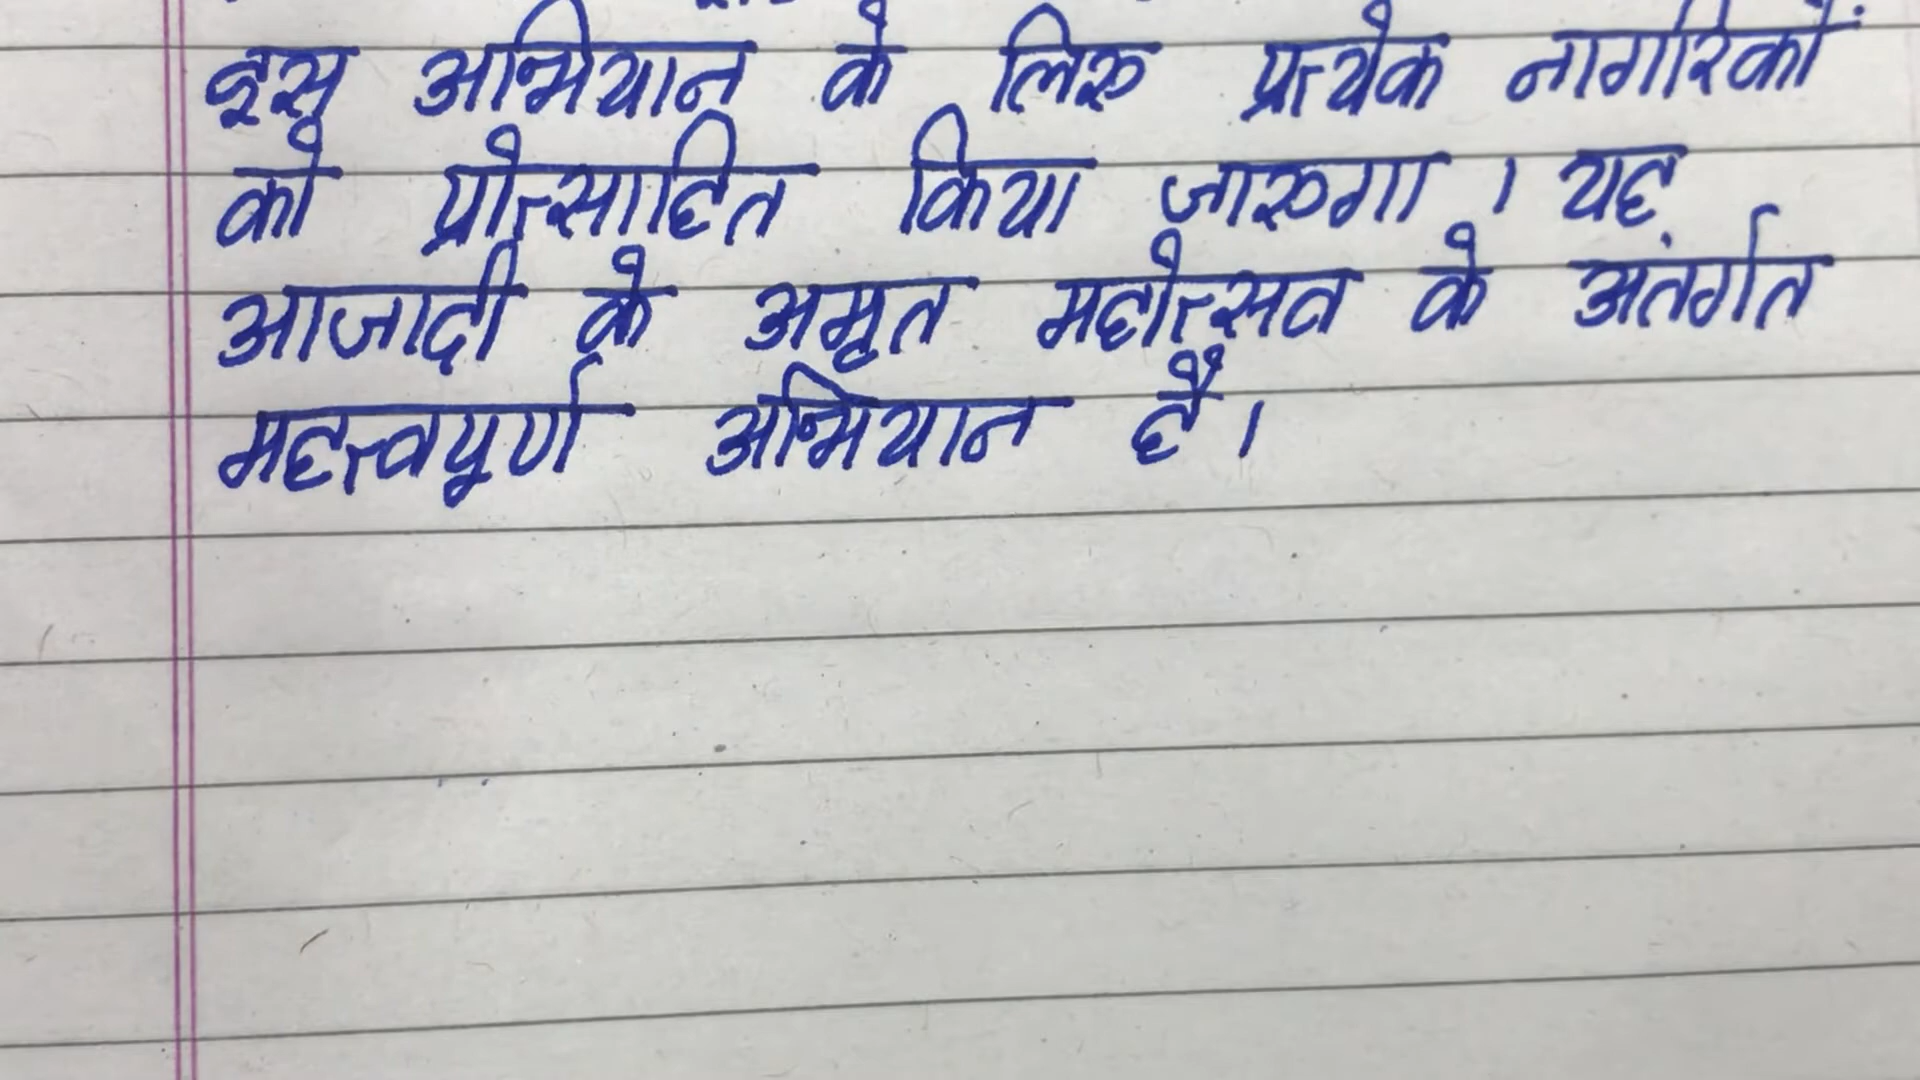 इस अभियान के लिए प्रत्येक नागरिकों
को प्रोत्साहित किया जाएगा । यह
आजादी के अमृत महोत्सव के अंतर्गत
महत्त्वपूर्ण अभियान है।